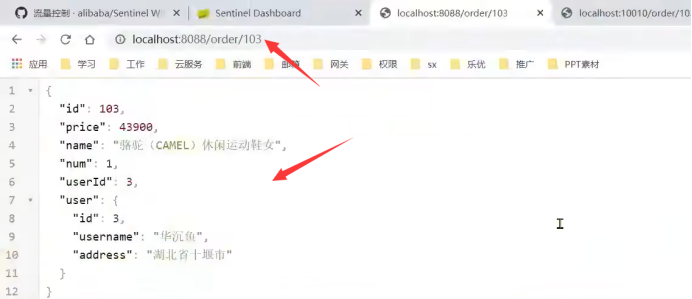 流量控制 · alibaba/Sentinel W
Sentinel Dashboard
localhost:8088/order/103
localhost:10010/order/10
localhost:8088/order/103
应用 学习 工作 云服务 前端 邮箱 网关 权限 sx 乐优 推广 PPT素材
1 {
2 "id": 103,
3 "price": 43900,
4 "name": "骆驼（CAMEL）休闲运动鞋女",
5 "num": 1,
6 "userId": 3,
7 "user": {
8 "id": 3,
9 "username": "华沉鱼",
10 "address": "湖北省十堰市"
11 }
12 }